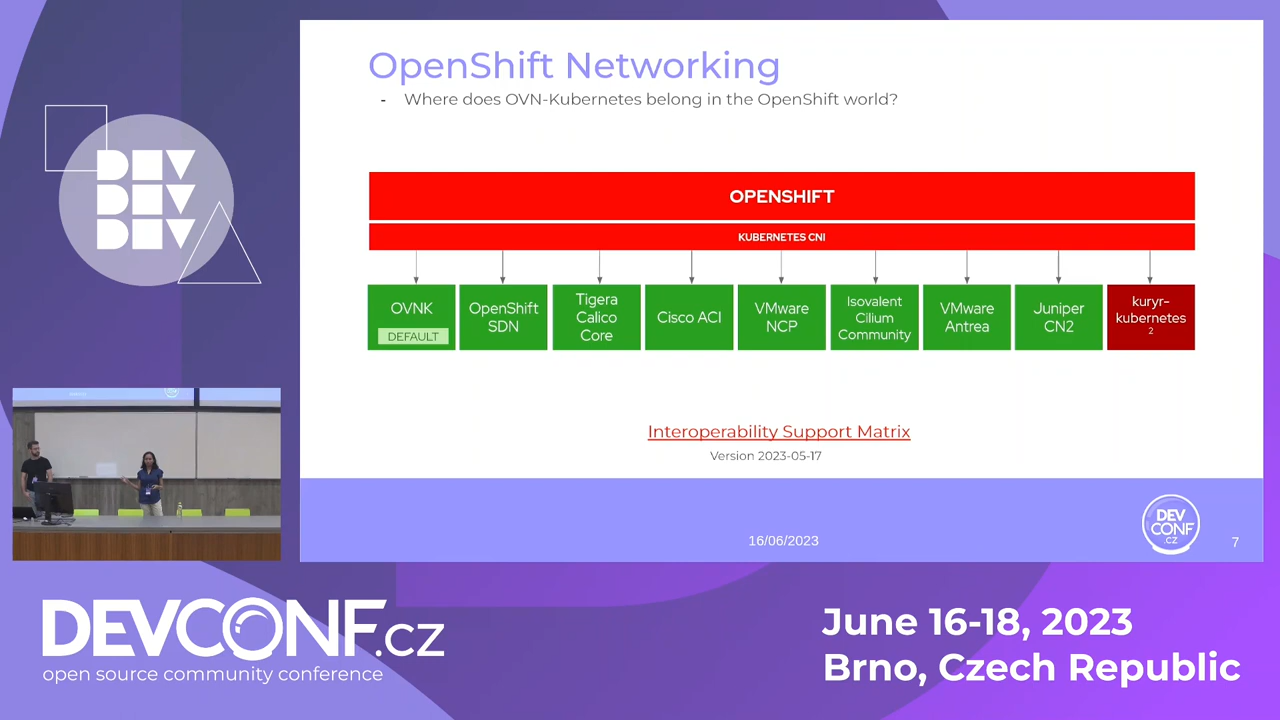 OpenShift Networking
- Where does OVN-Kubernetes belong in the OpenShift world?
OPENSHIFT
KUBERNETES CNI
OVNK
DEFAULT
OpenShift
SDN
Tigera
Calico
Core
Cisco ACI
VMware
NCP
Isovalent
Cilium
Community
VMware
Antrea
Juniper
CN2
kuryr-
kubernetes
2
Interoperability Support Matrix
Version 2023-05-17
16/06/2023
DEV
CONF
.cz
7
DEV
DEV
DEV
DEVCONF.cz
open source community conference
June 16-18, 2023
Brno, Czech Republic